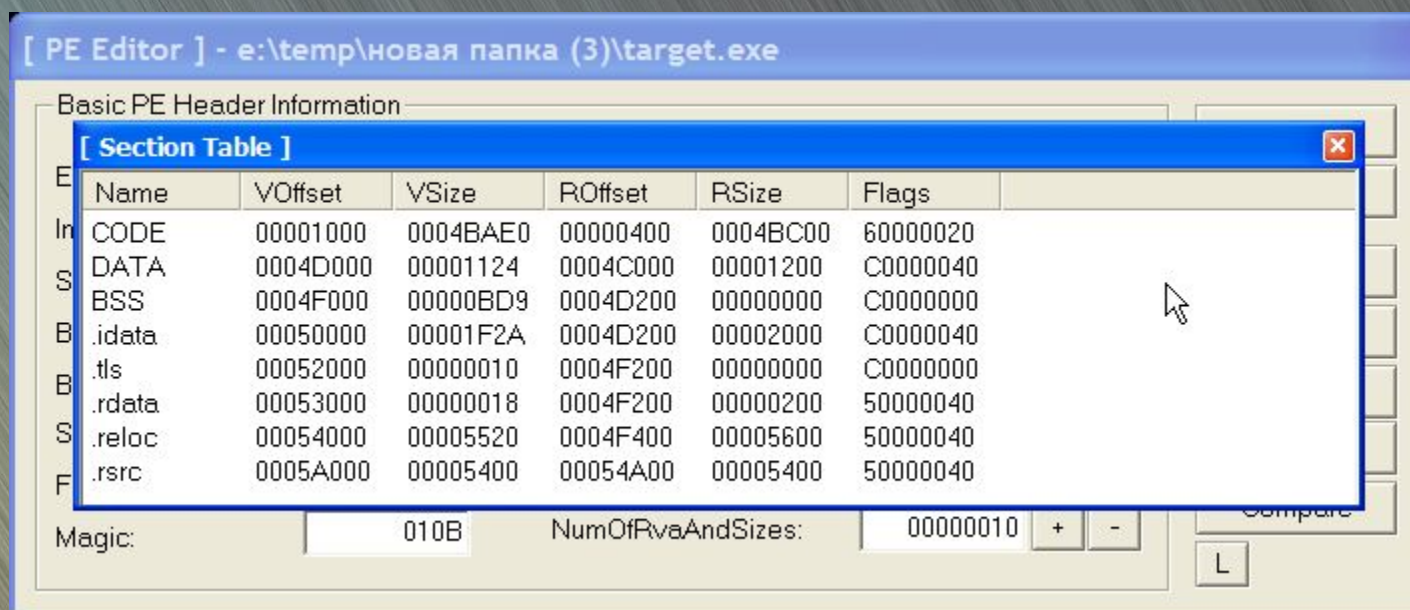 [ PE Editor ] - e:\temp\новая папка (3)\target.exe
Basic PE Header Information
[ Section Table ]
Name VOffset VSize ROffset RSize Flags
CODE 00001000 0004BAE0 00000400 0004BC00 60000020
DATA 0004D000 00001124 0004C000 00001200 C0000040
BSS 0004F000 00000BD9 0004D200 00000000 C0000000
.idata 00050000 00001F2A 0004D200 00002000 C0000040
.tls 00052000 00000010 0004F200 00000000 C0000000
.rdata 00053000 00000018 0004F200 00000200 50000040
.reloc 00054000 00005520 0004F400 00005600 50000040
.rsrc 0005A000 00005400 00054A00 00005400 50000040
Magic: 010B NumOfRvaAndSizes: 00000010 + -
Compare
L